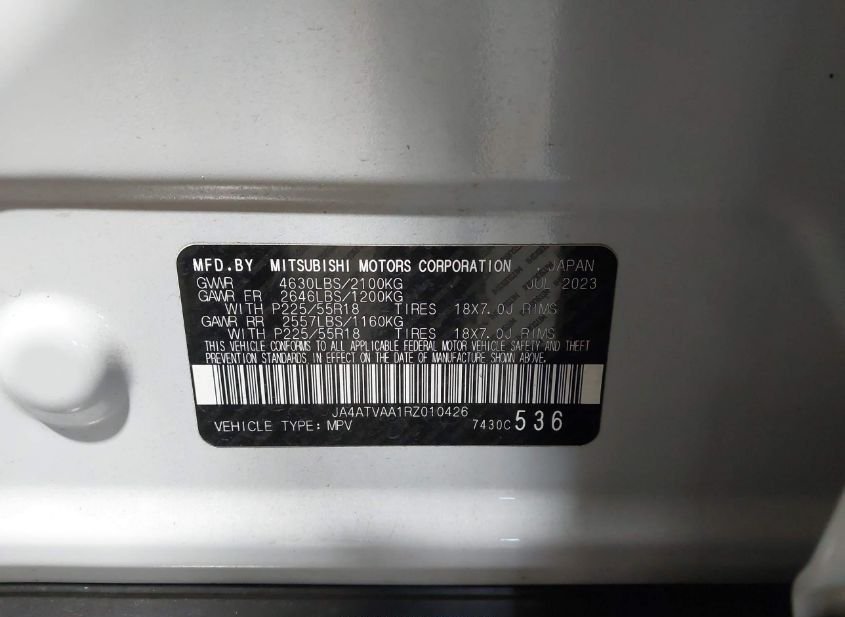 MFD.BY MITSUBISHI MOTORS CORPORATION JAPAN
GVWR 4630LBS/2100KG JUL 2023
GAWR FR 2646LBS/1200KG
WITH P225/55R18 TIRES 18X7.0J RIMS
GAWR RR 2557LBS/1160KG
WITH P225/55R18 TIRES 18X7.0J RIMS
THIS VEHICLE CONFORMS TO ALL APPLICABLE FEDERAL MOTOR VEHICLE SAFETY AND THEFT
PREVENTION STANDARDS IN EFFECT ON THE DATE OF MANUFACTURE SHOWN ABOVE.
JA4ATVAA1RZ010426
VEHICLE TYPE: MPV 7430C 536